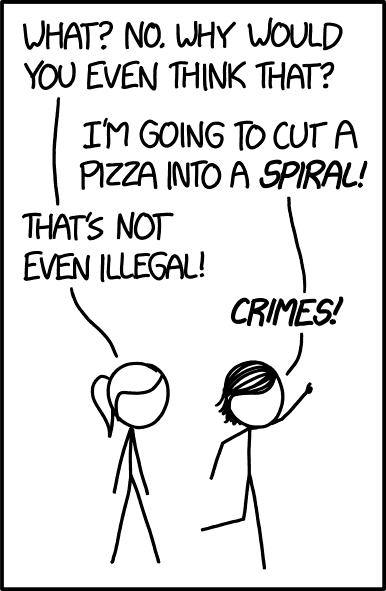 WHAT? NO. WHY WOULD
YOU EVEN THINK THAT?
I'M GOING TO CUT A
PIZZA INTO A SPIRAL!
THAT'S NOT
EVEN ILLEGAL!
CRIMES!